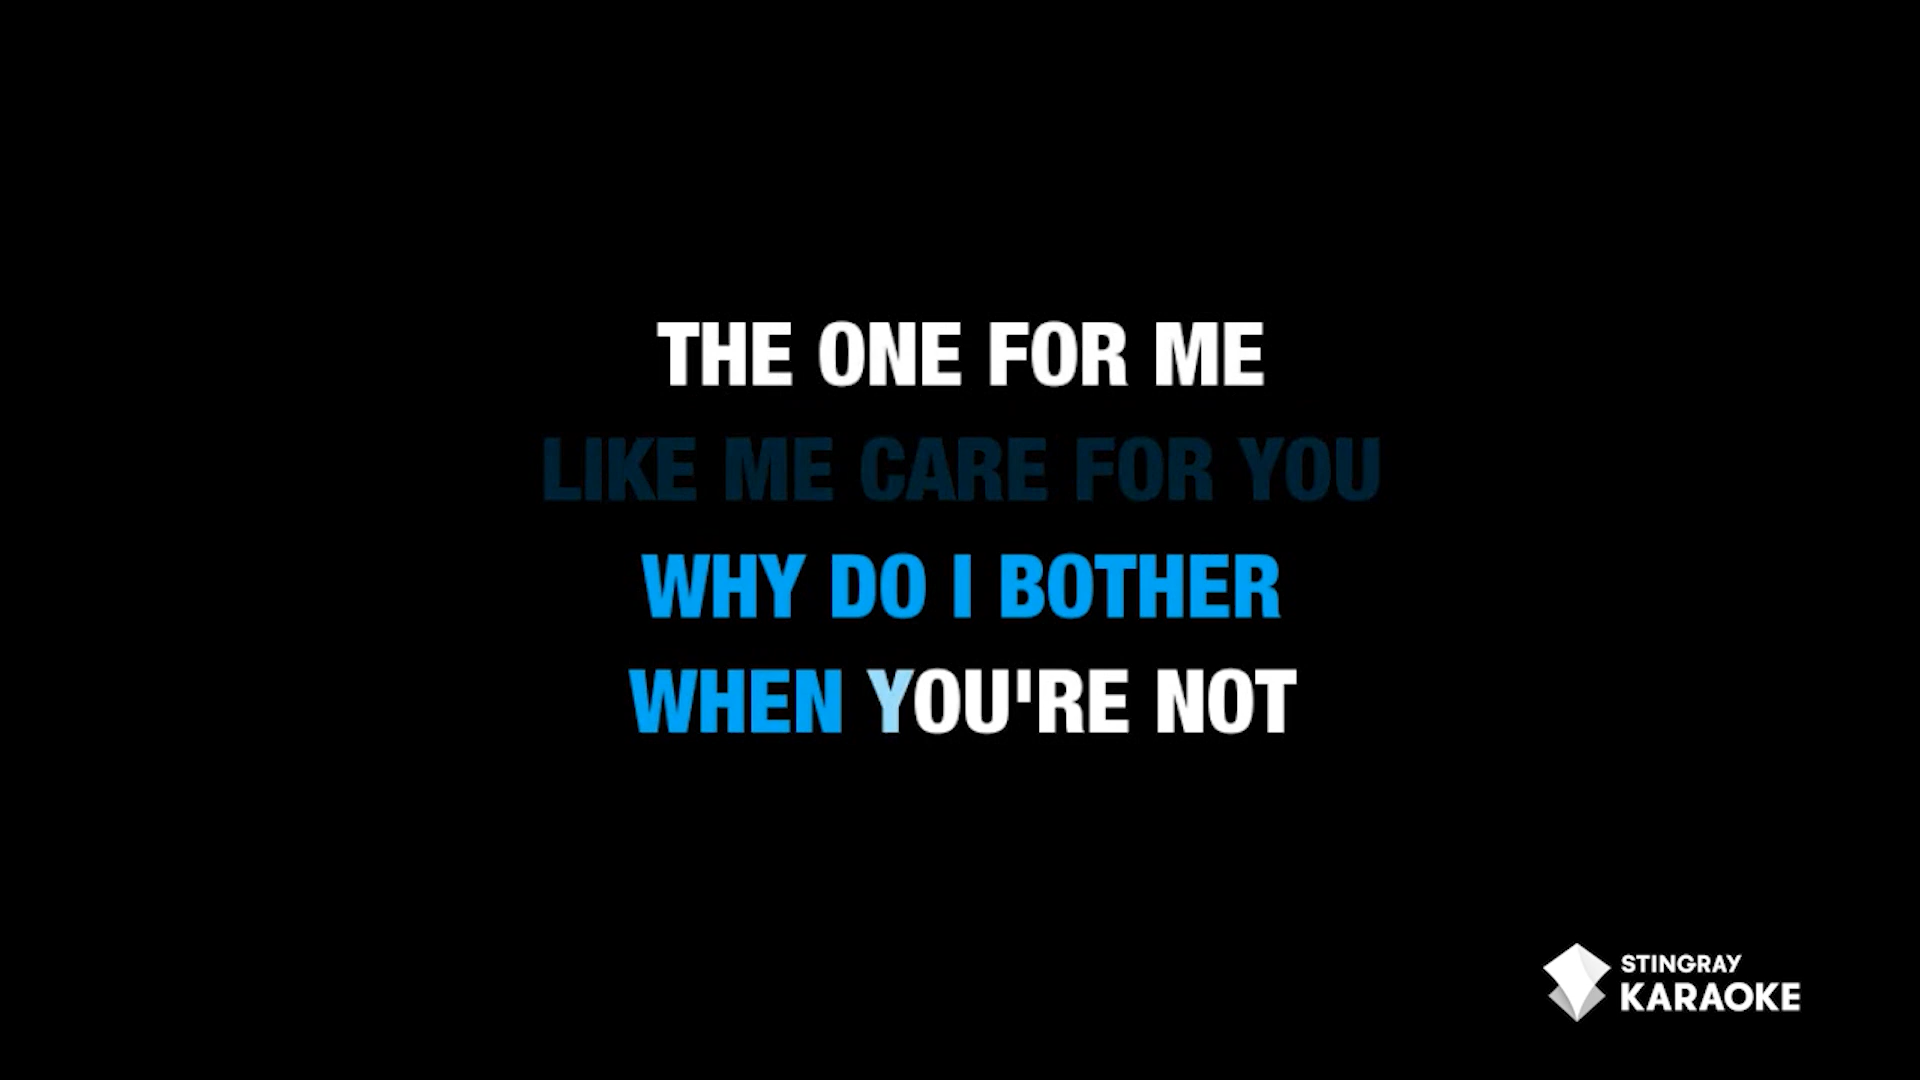 THE ONE FOR ME
LIKE ME CARE FOR YOU
WHY DO I BOTHER
WHEN YOU'RE NOT
STINGRAY
KARAOKE